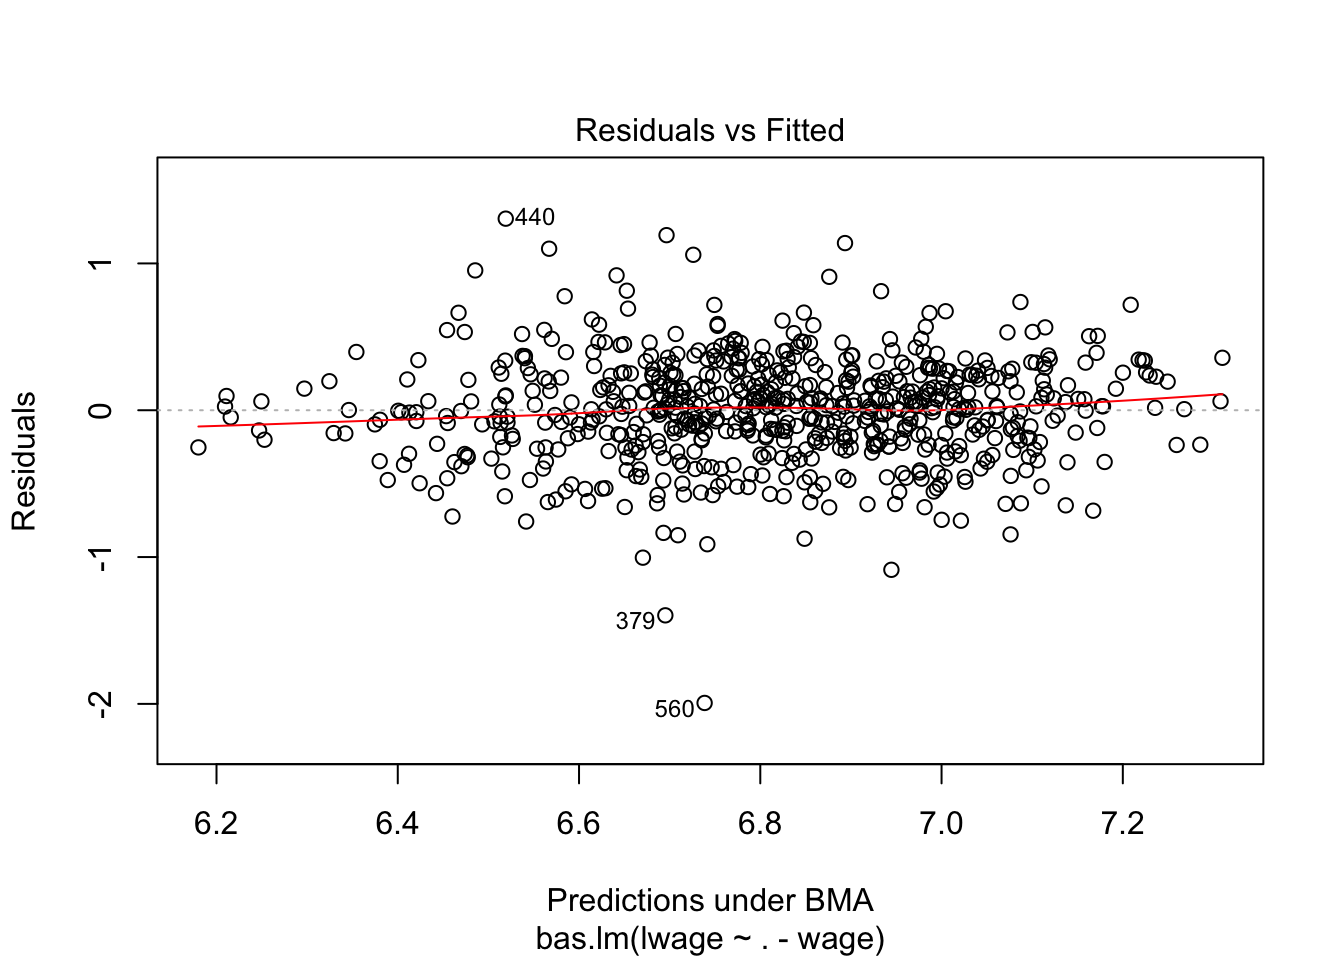 Residuals vs Fitted
Residuals
1
0
-1
-2
440
379
560
6.2 6.4 6.6 6.8 7.0 7.2
Predictions under BMA
bas.lm(lwage ~ . - wage)